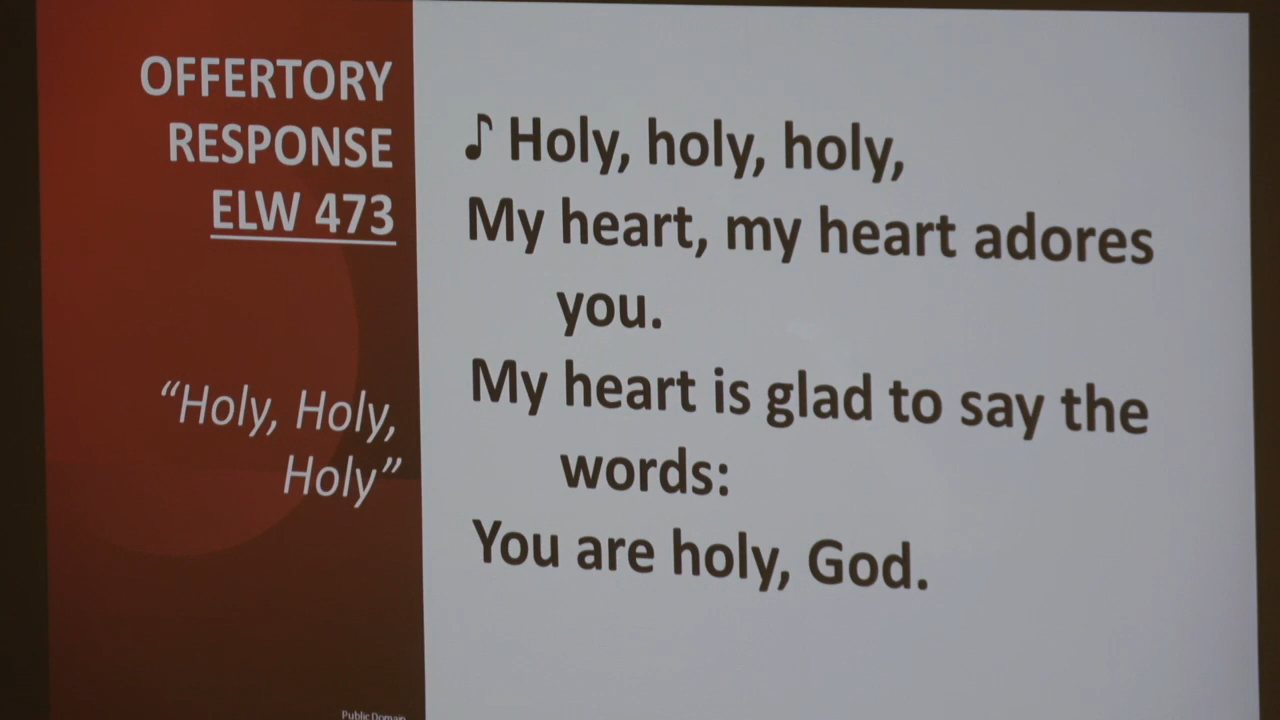 OFFERTORY
RESPONSE
ELW 473
“Holy, Holy,
Holy”
Public Domain
♪ Holy, holy, holy,
My heart, my heart adores
you.
My heart is glad to say the
words:
You are holy, God.